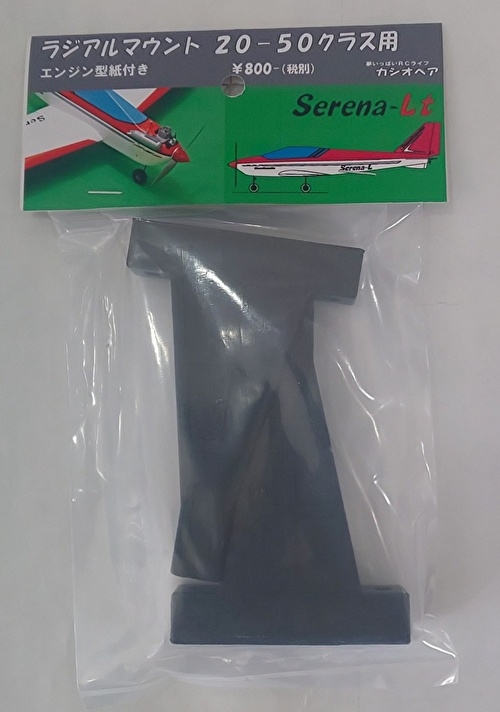 ラジアルマウント 20-50クラス用
エンジン型紙付き ￥800-(税別) 夢いっぱいRCライフ
カシオペア
Serena-Lt
Serena-L
Ser